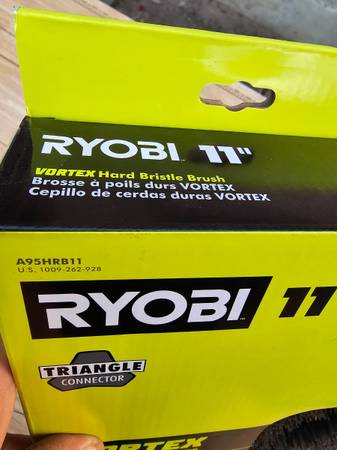 RYOBI 11"
VORTEX Hard Bristle Brush
Brosse à poils durs VORTEX
Cepillo de cerdas duras VORTEX
A95HRB11
U.S. 1009-262-928
RYOBI 11
TRIANGLE
CONNECTOR
VORTEX